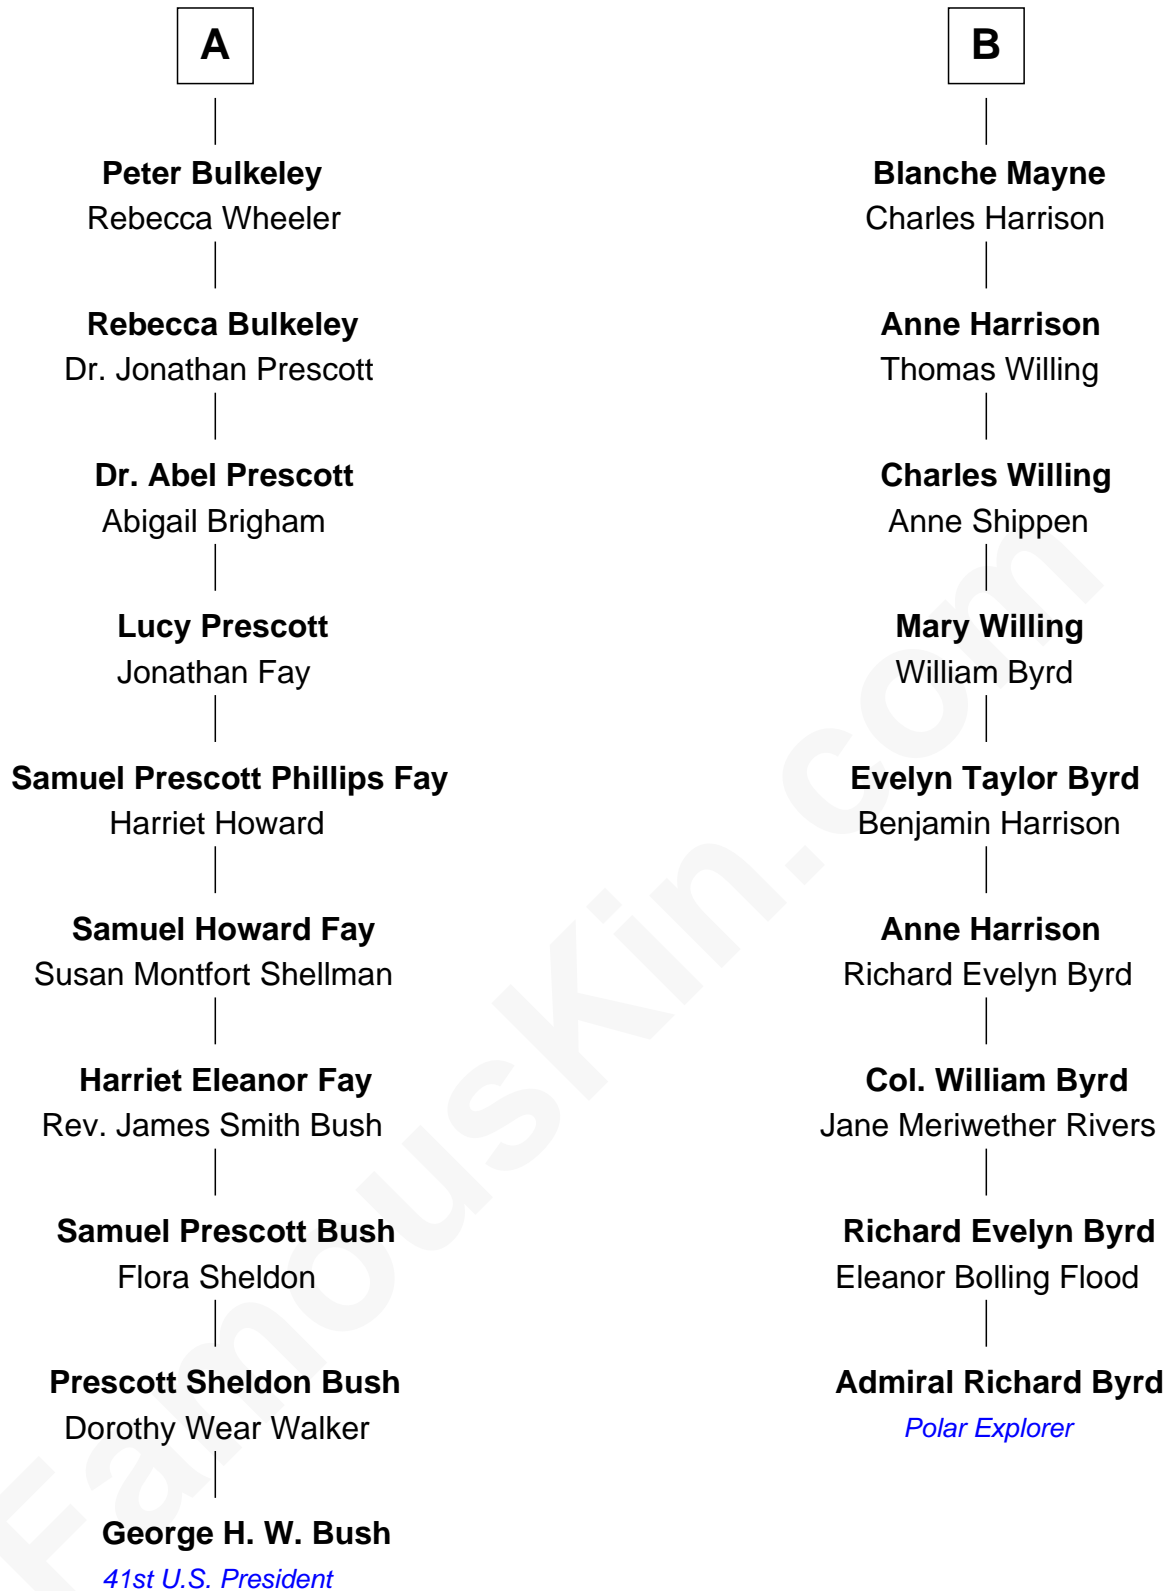 A
Peter Bulkeley
Rebecca Wheeler
Rebecca Bulkeley
Dr. Jonathan Prescott
Dr. Abel Prescott
Abigail Brigham
Lucy Prescott
Jonathan Fay
Samuel Prescott Phillips Fay
Harriet Howard
Samuel Howard Fay
Susan Montfort Shellman
Harriet Eleanor Fay
Rev. James Smith Bush
Samuel Prescott Bush
Flora Sheldon
Prescott Sheldon Bush
Dorothy Wear Walker
George H. W. Bush
41st U.S. President
B
Blanche Mayne
Charles Harrison
Anne Harrison
Thomas Willing
Charles Willing
Anne Shippen
Mary Willing
William Byrd
Evelyn Taylor Byrd
Benjamin Harrison
Anne Harrison
Richard Evelyn Byrd
Col. William Byrd
Jane Meriwether Rivers
Richard Evelyn Byrd
Eleanor Bolling Flood
Admiral Richard Byrd
Polar Explorer
FamousKin.com